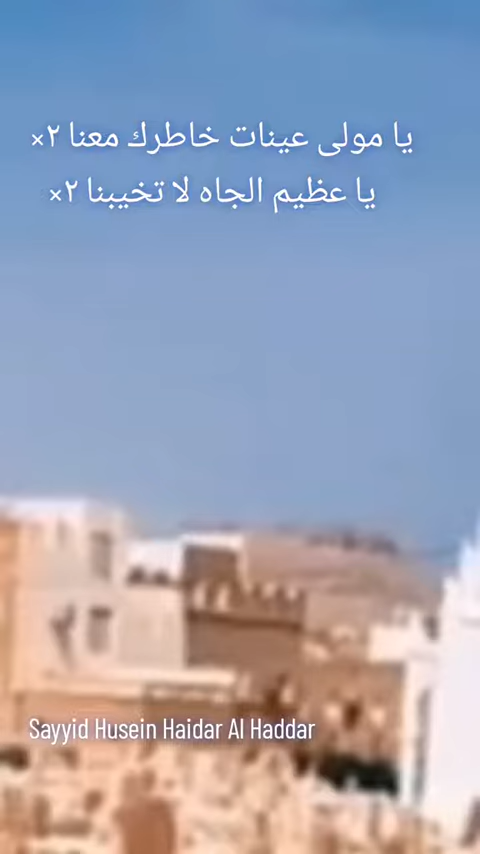 يا مولى عينات خاطرك معنا ٢×
يا عظيم الجاه لا تخيبنا ٢×
Sayyid Husein Haidar Al Haddar